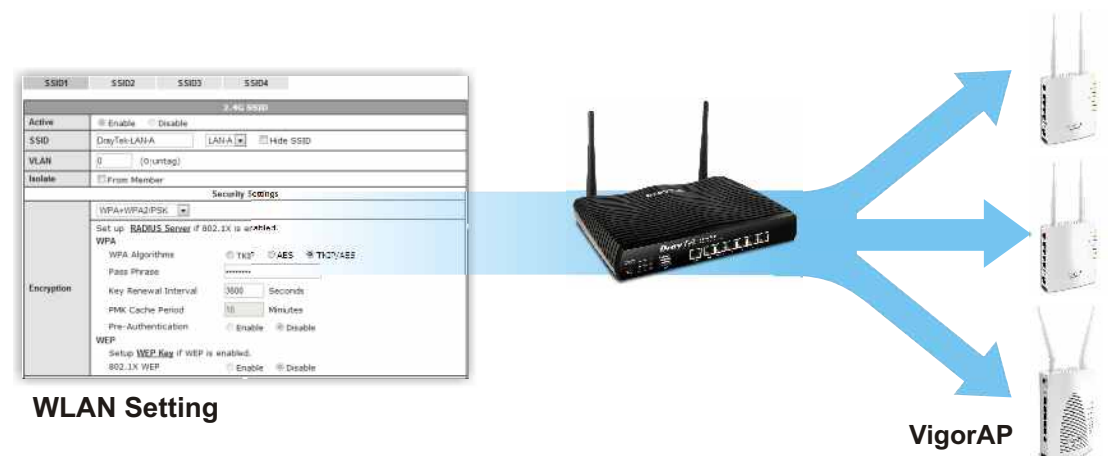 SSID1 SSID2 SSID3 SSID4
2.4G SSID
Active Enable Disable
SSID DrayTek-LAN-A LAN-A Hide SSID
VLAN 0 (0:untag)
Isolate From Member
Security Settings
Encryption
WPA+WPA2/PSK
Set up RADIUS Server if 802.1X is enabled.
WPA
WPA Algorithms TKIP AES TKIP/AES
Pass Phrase ••••••••
Key Renewal Interval 3600 Seconds
PMK Cache Period 10 Minutes
Pre-Authentication Enable Disable
WEP
Setup WEP Key if WEP is enabled.
802.1X WEP Enable Disable
WLAN Setting
DrayTek
VigorAP